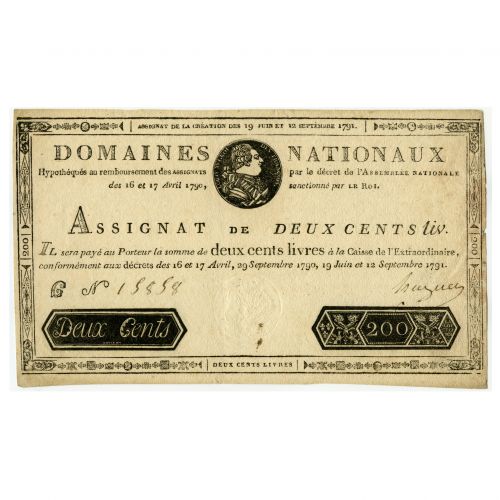 ASSIGNAT DE LA CRÉATION DES 19 JUIN ET 12 SEPTEMBRE 1791.
DOMAINES NATIONAUX
Hypothéqués au remboursement des ASSIGNATS par le décret de l'ASSEMBLÉE NATIONALE
des 16 et 17 Avril 1790, sanctionné par LE ROI.
ASSIGNAT DE DEUX CENTS liv.
IL sera payé au Porteur la somme de deux cents livres à la Caisse de l'Extraordinaire,
conformément aux décrets des 16 et 17 Avril, 29 Septembre 1790, 19 Juin et 12 Septembre 1791.
G N° 15858
Deux Cents 200
DEUX CENTS LIVRES
200
200